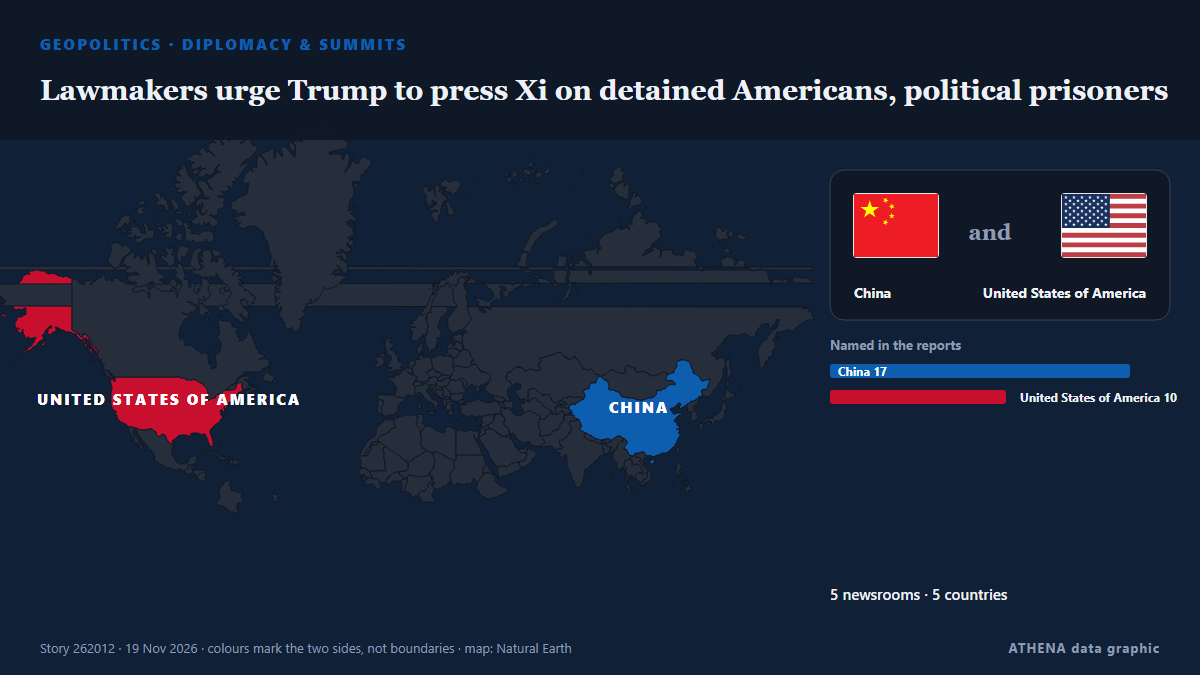 GEOPOLITICS · DIPLOMACY & SUMMITS
Lawmakers urge Trump to press Xi on detained Americans, political prisoners
and
China
United States of America
Named in the reports
China 17
United States of America 10
UNITED STATES OF AMERICA
CHINA
5 newsrooms · 5 countries
Story 262012 · 19 Nov 2026 · colours mark the two sides, not boundaries · map: Natural Earth
ATHENA data graphic